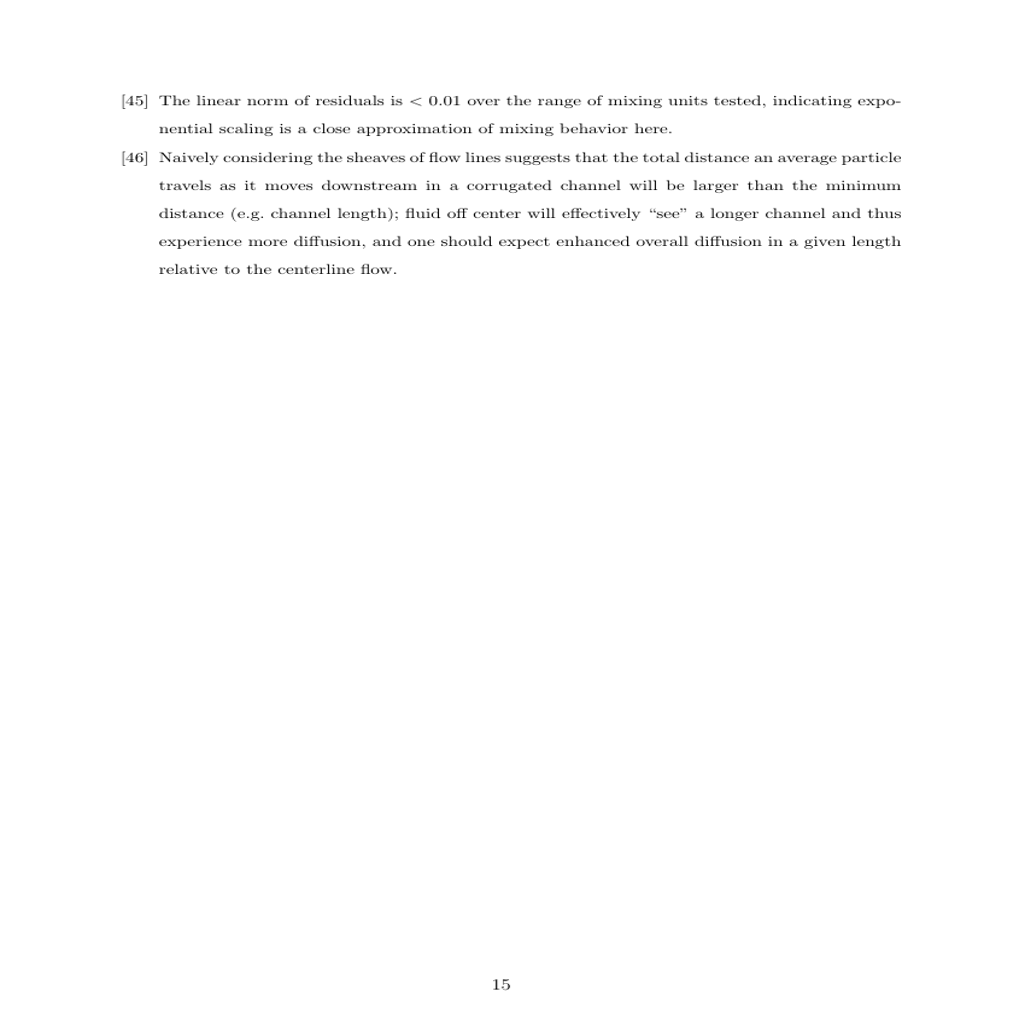 [45] The linear norm of residuals is < 0.01 over the range of mixing units tested, indicating expo-
nential scaling is a close approximation of mixing behavior here.
[46] Naively considering the sheaves of flow lines suggests that the total distance an average particle
travels as it moves downstream in a corrugated channel will be larger than the minimum
distance (e.g. channel length); fluid off center will effectively “see” a longer channel and thus
experience more diffusion, and one should expect enhanced overall diffusion in a given length
relative to the centerline flow.
15